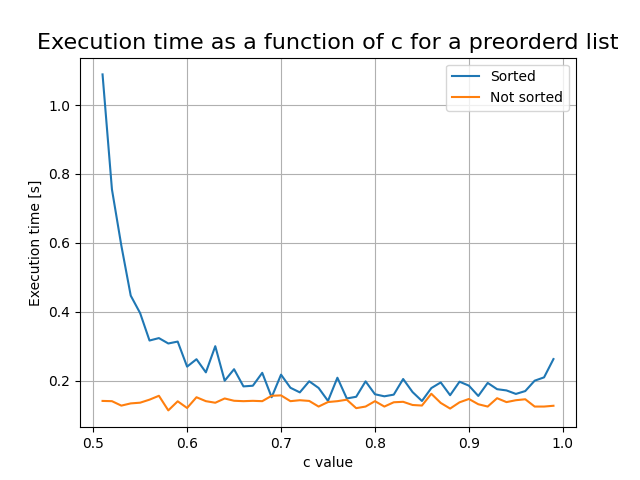 Execution time as a function of c for a preorderd list
Sorted
Not sorted
1.0
0.8
0.6
0.4
0.2
Execution time [s]
0.5 0.6 0.7 0.8 0.9 1.0
c value